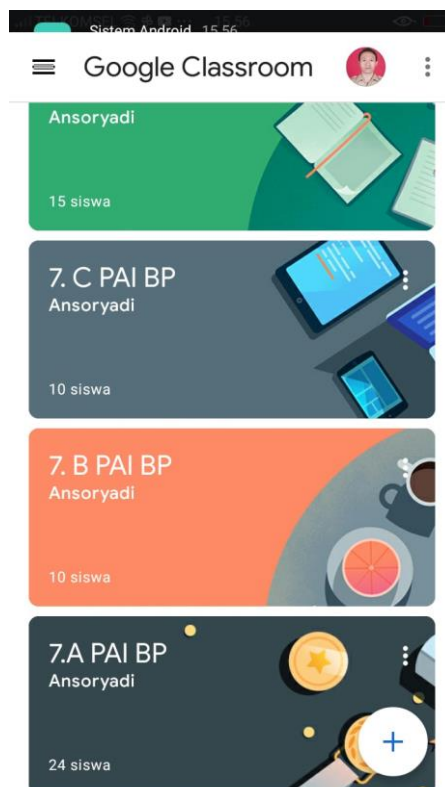 Sistem Android 15.56
Google Classroom
Ansoryadi
15 siswa
7. C PAI BP
Ansoryadi
10 siswa
7. B PAI BP
Ansoryadi
10 siswa
7.A PAI BP
Ansoryadi
24 siswa